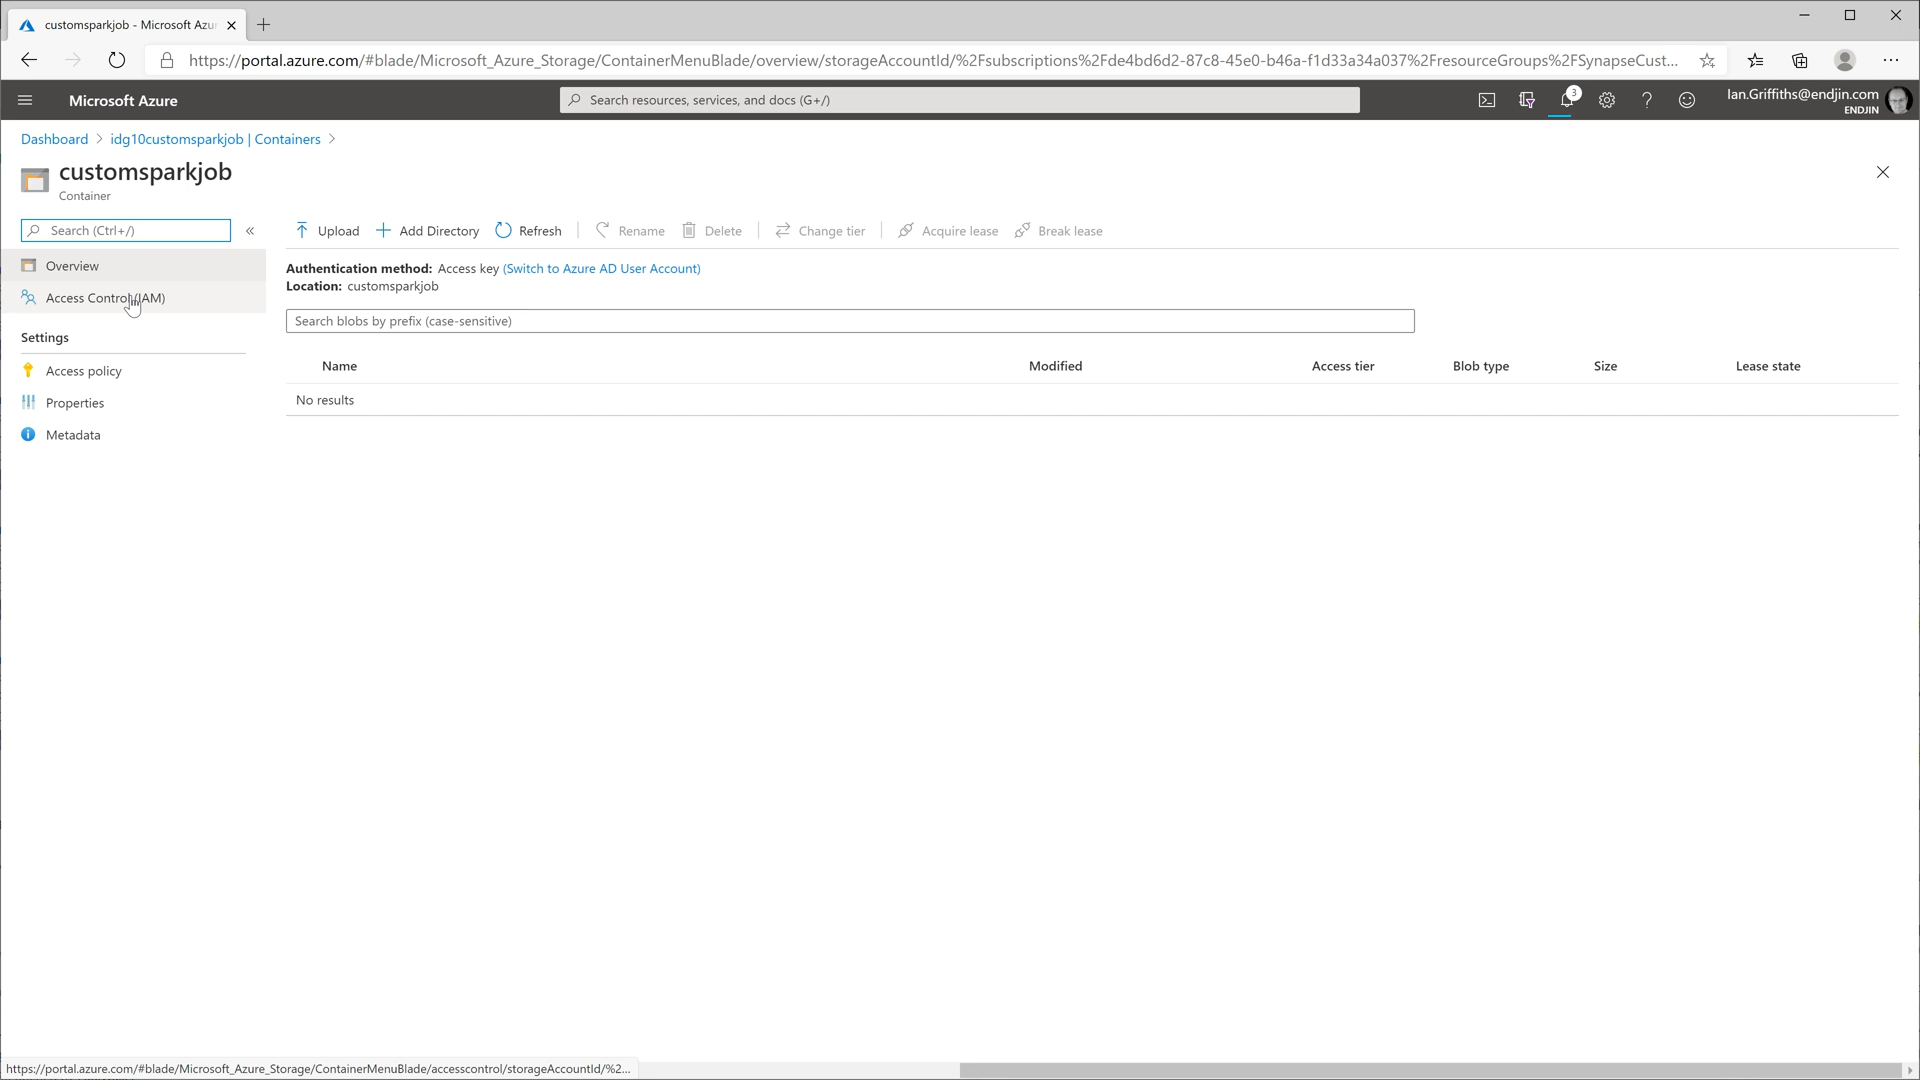 customsparkjob - Microsoft Azu
https://portal.azure.com/#blade/Microsoft_Azure_Storage/ContainerMenuBlade/overview/storageAccountId/%2Fsubscriptions%2Fde4bd6d2-87c8-45e0-b46a-f1d33a34a037%2FresourceGroups%2FSynapseCust...
Microsoft Azure
Search resources, services, and docs (G+/)
3
Ian.Griffiths@endjin.com
ENDJIN
Dashboard > idg10customsparkjob | Containers >
customsparkjob
Container
Search (Ctrl+/)
«
Upload
Add Directory
Refresh
Rename
Delete
Change tier
Acquire lease
Break lease
Overview
Access Control (IAM)
Settings
Access policy
Properties
Metadata
Authentication method: Access key (Switch to Azure AD User Account)
Location: customsparkjob
Search blobs by prefix (case-sensitive)
Name Modified Access tier Blob type Size Lease state
No results
https://portal.azure.com/#blade/Microsoft_Azure_Storage/ContainerMenuBlade/accesscontrol/storageAccountId/%2...